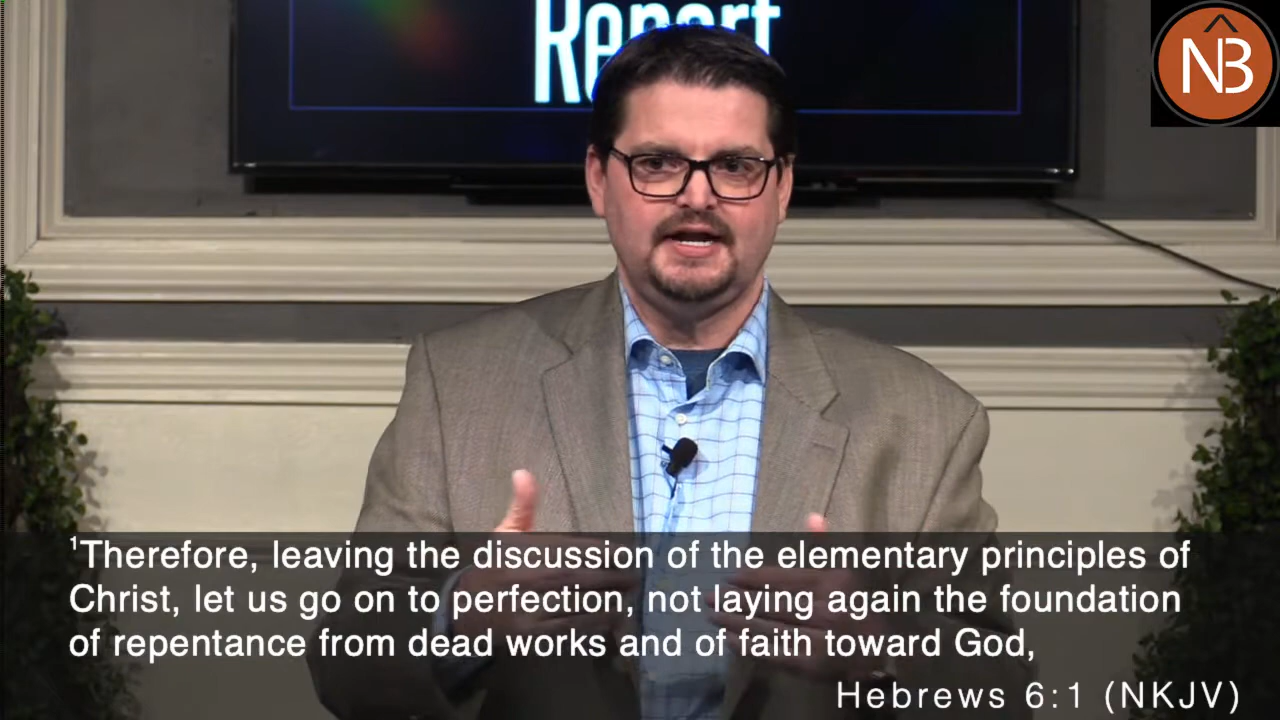 Report
NB
¹Therefore, leaving the discussion of the elementary principles of
Christ, let us go on to perfection, not laying again the foundation
of repentance from dead works and of faith toward God,
Hebrews 6:1 (NKJV)